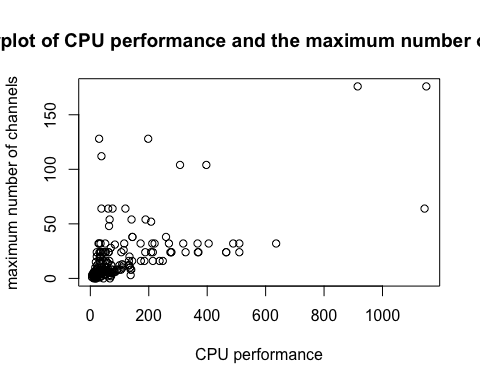 plot of CPU performance and the maximum number
maximum number of channels
150
100
50
0
0 200 400 600 800 1000
CPU performance